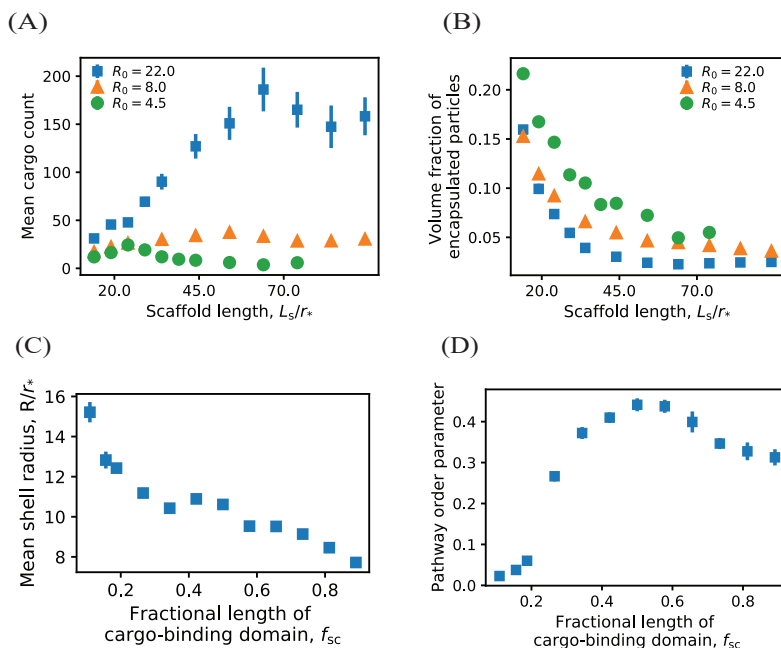 (A)
(B)
Mean cargo count
200
150
100
50
0
R₀ = 22.0
R₀ = 8.0
R₀ = 4.5
20.0 45.0 70.0
Scaffold length, Lₛ/r*
Volume fraction of
encapsulated particles
0.20
0.15
0.10
0.05
R₀ = 22.0
R₀ = 8.0
R₀ = 4.5
20.0 45.0 70.0
Scaffold length, Lₛ/r*
(C)
(D)
Mean shell radius, R/r*
16
14
12
10
8
0.2 0.4 0.6 0.8
Fractional length of
cargo-binding domain, f_sc
Pathway order parameter
0.4
0.3
0.2
0.1
0.0
0.2 0.4 0.6 0.8
Fractional length of
cargo-binding domain, f_sc